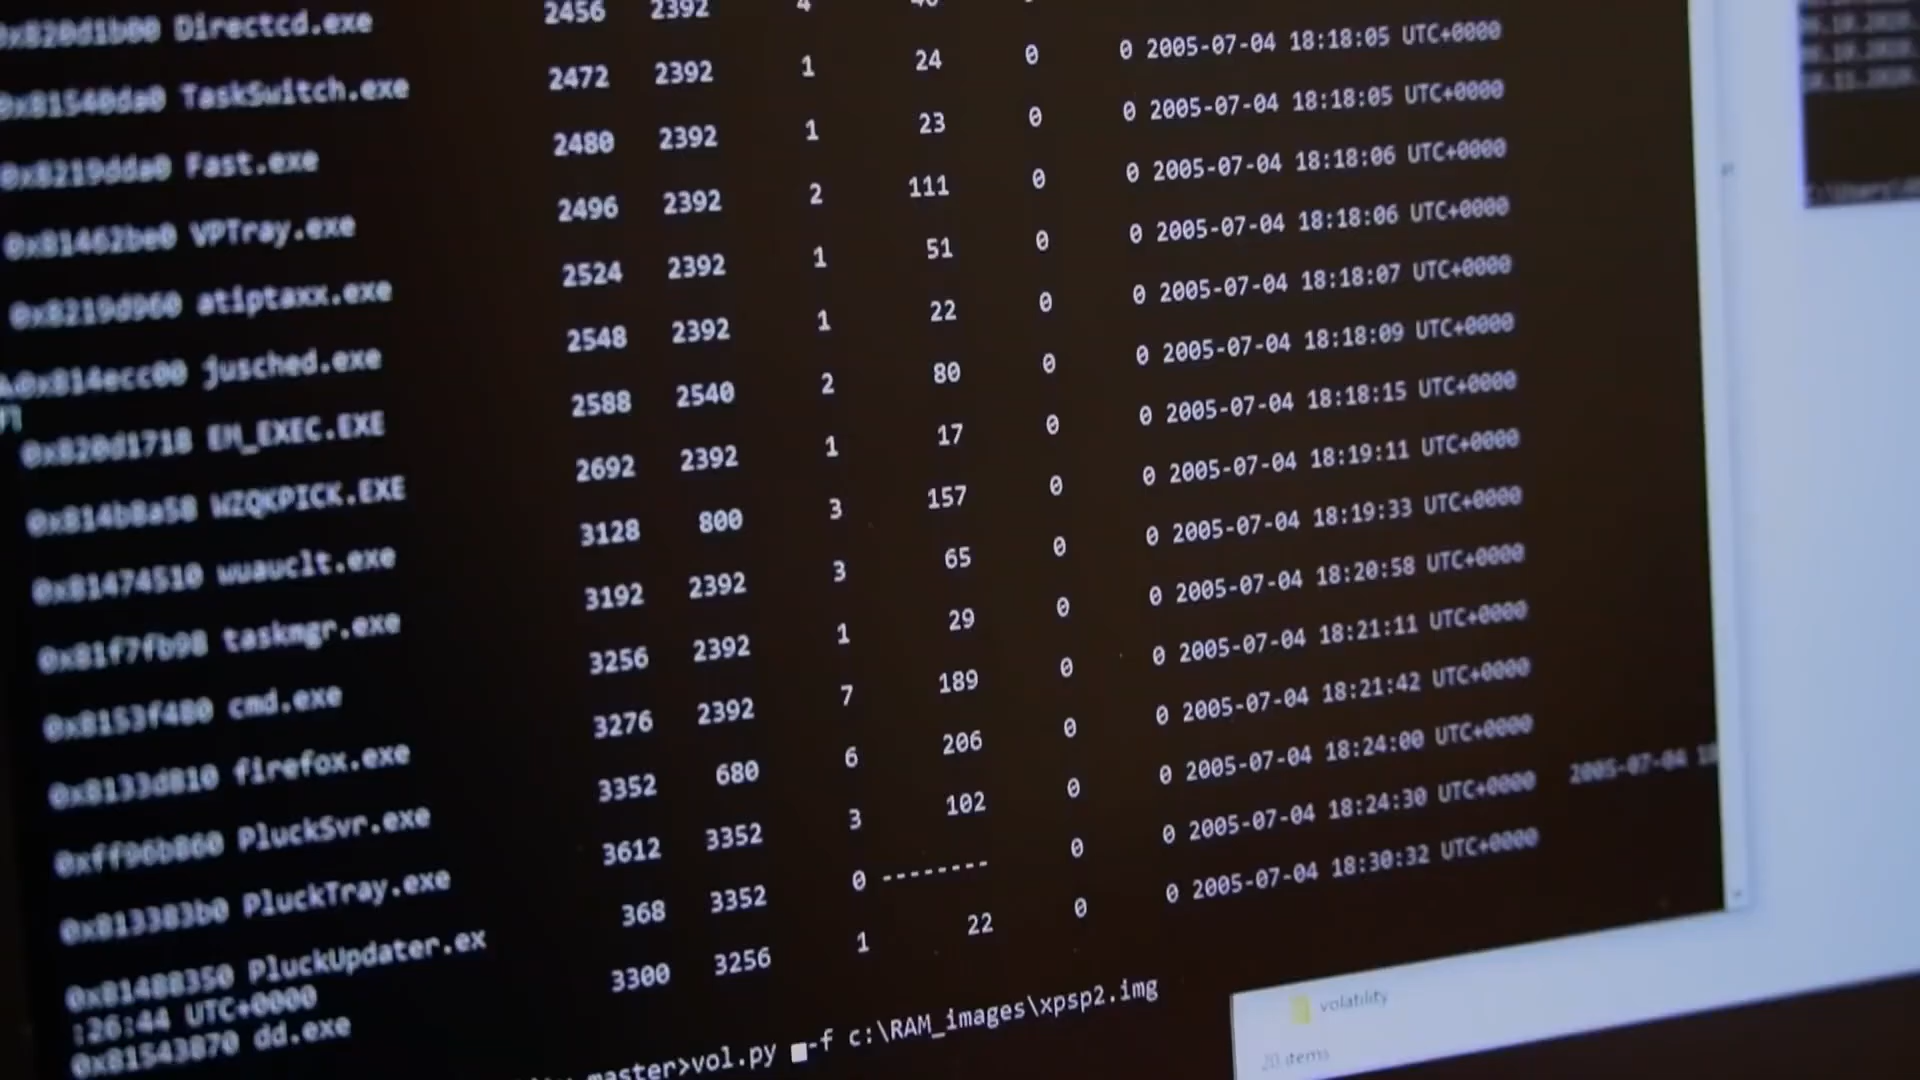 0x820d1b00 Directcd.exe 2456 2392 4
0x81540da0 TaskSwitch.exe 2472 2392 1 24 0 0 2005-07-04 18:18:05 UTC+0000
0x8219dda0 Fast.exe 2480 2392 1 23 0 0 2005-07-04 18:18:05 UTC+0000
0x81462be0 VPTray.exe 2496 2392 2 111 0 0 2005-07-04 18:18:06 UTC+0000
0x8219d960 atiptaxx.exe 2524 2392 1 51 0 0 2005-07-04 18:18:06 UTC+0000
0x814ecc00 jusched.exe 2548 2392 1 22 0 0 2005-07-04 18:18:07 UTC+0000
0x820d1718 EM_EXEC.EXE 2588 2540 2 80 0 0 2005-07-04 18:18:09 UTC+0000
0x814b8a58 WZQKPICK.EXE 2692 2392 1 17 0 0 2005-07-04 18:18:15 UTC+0000
0x81474510 wuauclt.exe 3128 800 3 157 0 0 2005-07-04 18:19:11 UTC+0000
0x81f7fb98 taskmgr.exe 3192 2392 3 65 0 0 2005-07-04 18:19:33 UTC+0000
0x8153f480 cmd.exe 3256 2392 1 29 0 0 2005-07-04 18:20:58 UTC+0000
0x8133d810 firefox.exe 3276 2392 7 189 0 0 2005-07-04 18:21:11 UTC+0000
0xff96b860 PluckSvr.exe 3352 680 6 206 0 0 2005-07-04 18:21:42 UTC+0000
0x813383b0 PluckTray.exe 3612 3352 3 102 0 0 2005-07-04 18:24:00 UTC+0000
0x81488350 PluckUpdater.ex 368 3352 0 -------- 0 0 2005-07-04 18:24:30 UTC+0000 2005-07-04 18
:26:44 UTC+0000
0x81543870 dd.exe 3300 3256 1 22 0 0 2005-07-04 18:30:32 UTC+0000
master>vol.py -f c:\RAM_images\xpsp2.img
volatility
20 items